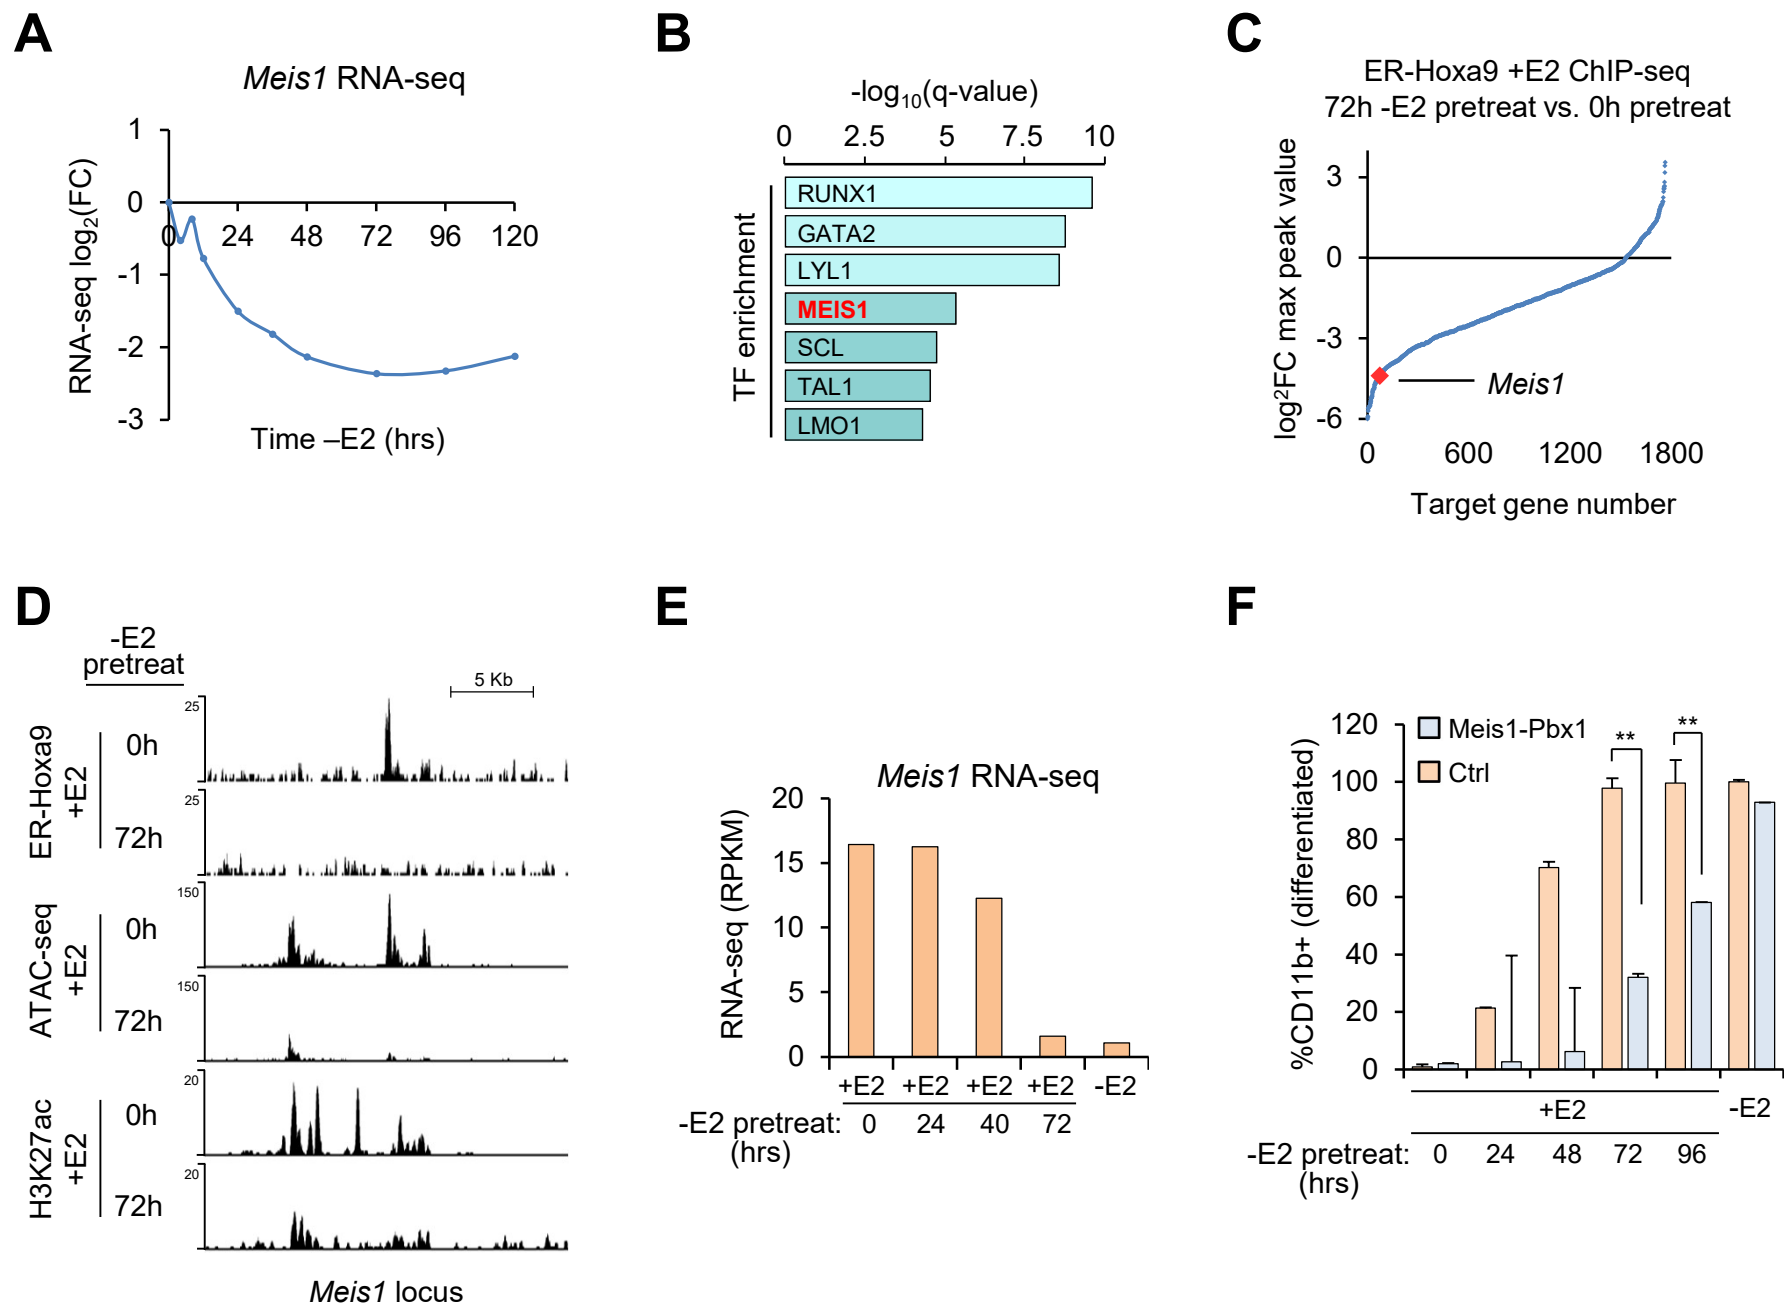 A
Meis1 RNA-seq
RNA-seq log2(FC)
1
0
-1
-2
-3
0 24 48 72 96 120
Time –E2 (hrs)
B
-log10(q-value)
0 2.5 5 7.5 10
TF enrichment
RUNX1
GATA2
LYL1
MEIS1
SCL
TAL1
LMO1
C
ER-Hoxa9 +E2 ChIP-seq
72h -E2 pretreat vs. 0h pretreat
log2FC max peak value
3
0
-3
-6
Meis1
0 600 1200 1800
Target gene number
D
-E2
pretreat
5 Kb
ER-Hoxa9
+E2
0h
25
72h
25
ATAC-seq
+E2
0h
150
72h
150
H3K27ac
+E2
0h
20
72h
20
Meis1 locus
E
Meis1 RNA-seq
RNA-seq (RPKM)
20
15
10
5
0
+E2 +E2 +E2 +E2 -E2
-E2 pretreat: 0 24 40 72
(hrs)
F
%CD11b+ (differentiated)
120
100
80
60
40
20
0
Meis1-Pbx1
Ctrl
**
**
+E2 -E2
-E2 pretreat: 0 24 48 72 96
(hrs)